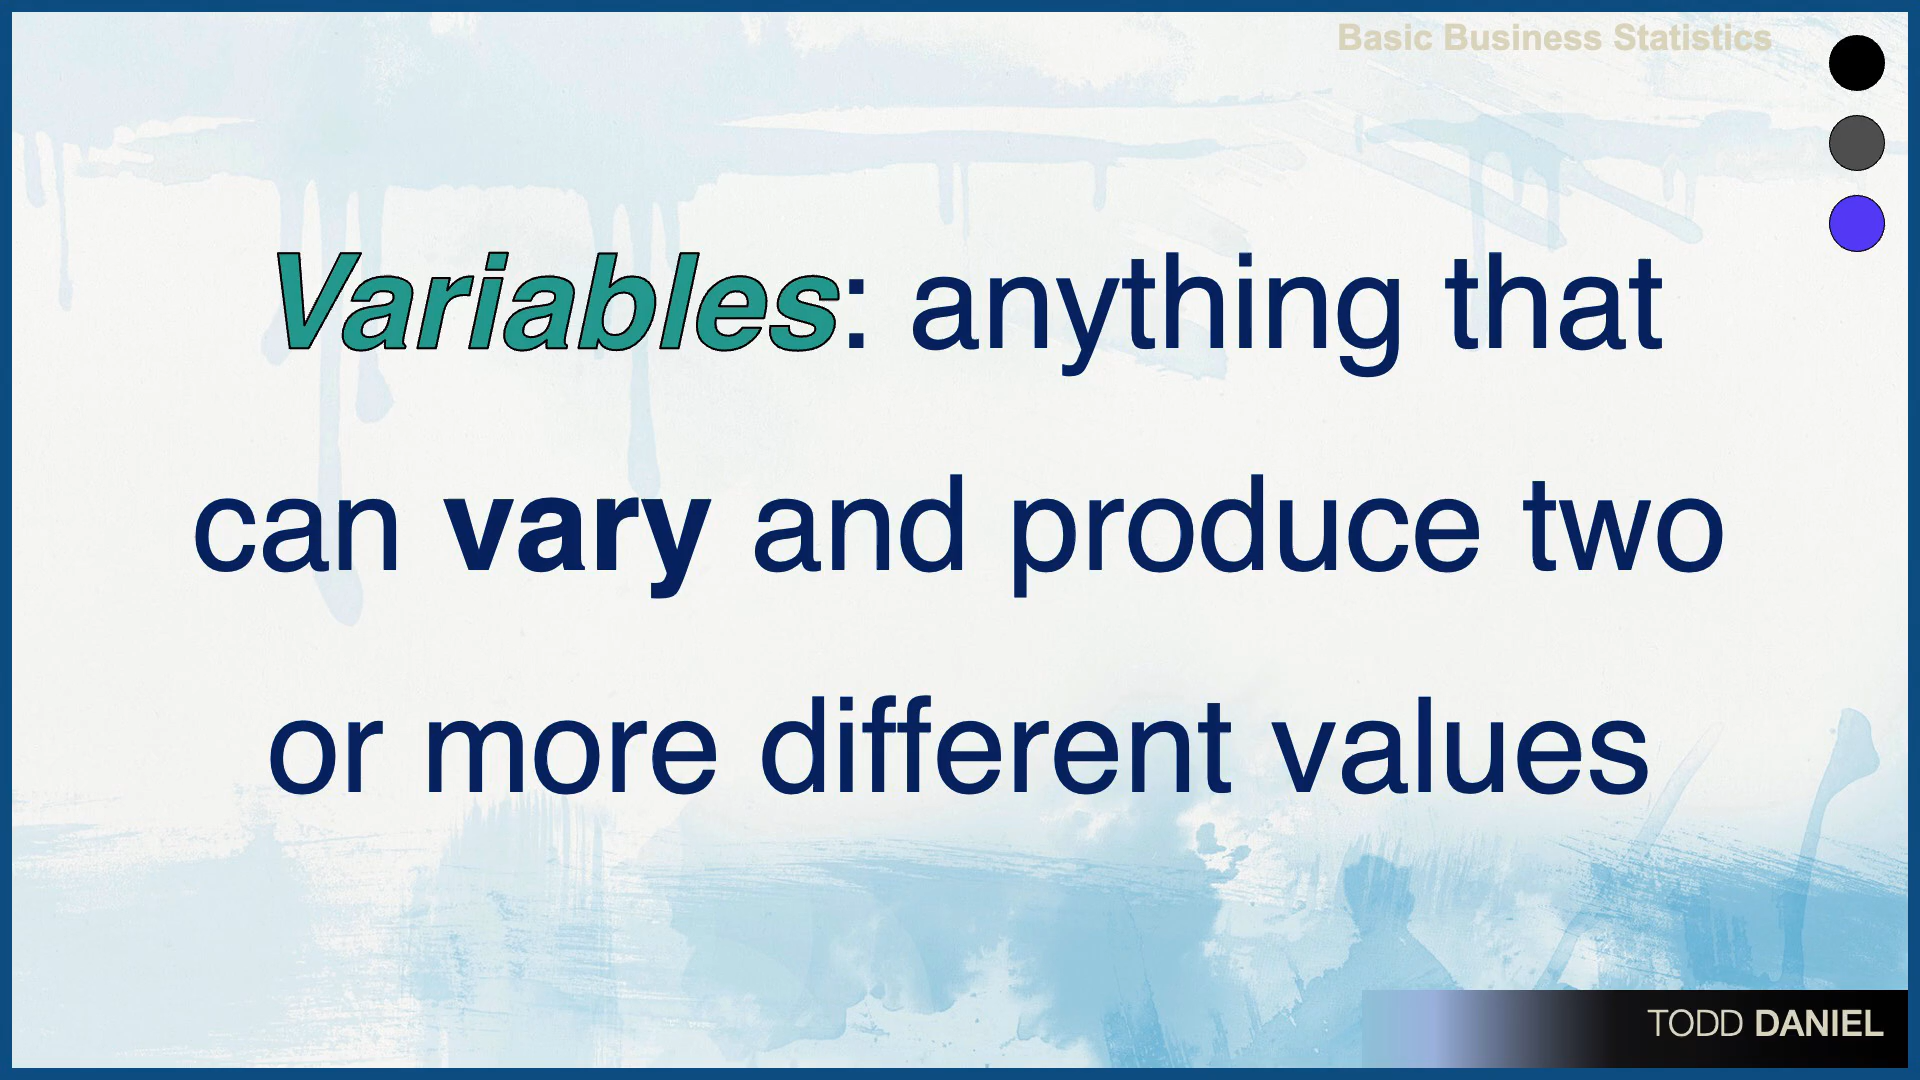 Basic Business Statistics
Variables: anything that
can vary and produce two
or more different values
TODD DANIEL